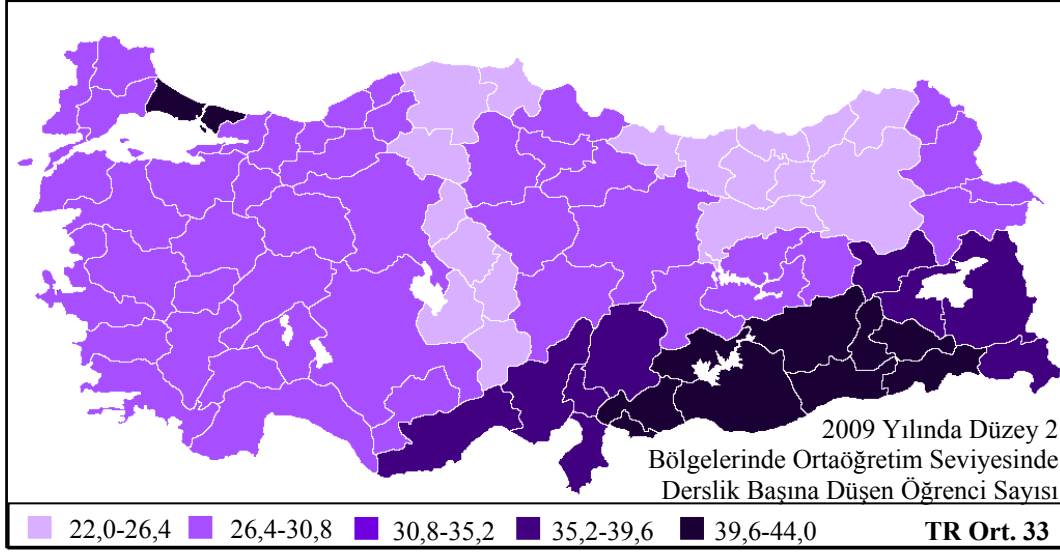 2009 Yılında Düzey 2
Bölgelerinde Ortaöğretim Seviyesinde
Derslik Başına Düşen Öğrenci Sayısı
22,0-26,4 26,4-30,8 30,8-35,2 35,2-39,6 39,6-44,0 TR Ort. 33